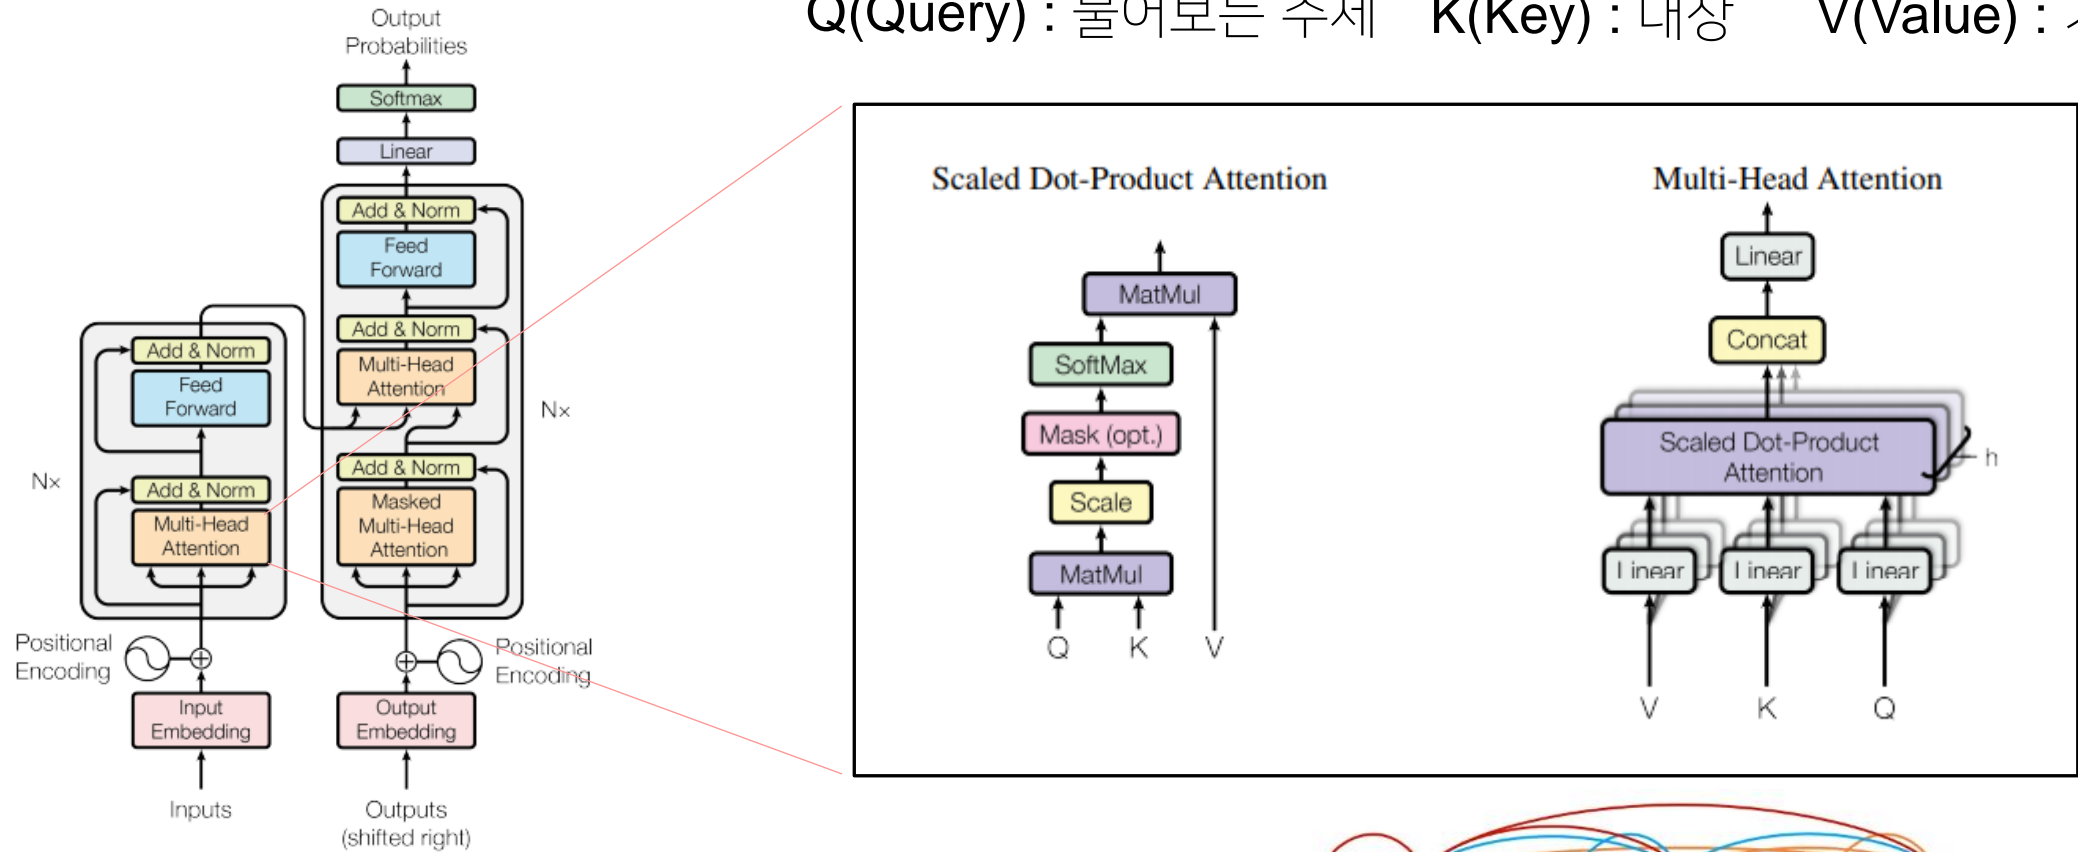 Q(Query) : 물어보는 주체 K(Key) : 대상 V(Value) :
Output
Probabilities
Softmax
Linear
Add & Norm
Feed
Forward
Add & Norm
Multi-Head
Attention
Nx
Add & Norm
Masked
Multi-Head
Attention
Add & Norm
Feed
Forward
Nx
Add & Norm
Multi-Head
Attention
Positional
Encoding
Positional
Encoding
Input
Embedding
Output
Embedding
Inputs
Outputs
(shifted right)
Scaled Dot-Product Attention
MatMul
SoftMax
Mask (opt.)
Scale
MatMul
Q K V
Multi-Head Attention
Linear
Concat
Scaled Dot-Product
Attention
h
Linear Linear Linear
V K Q